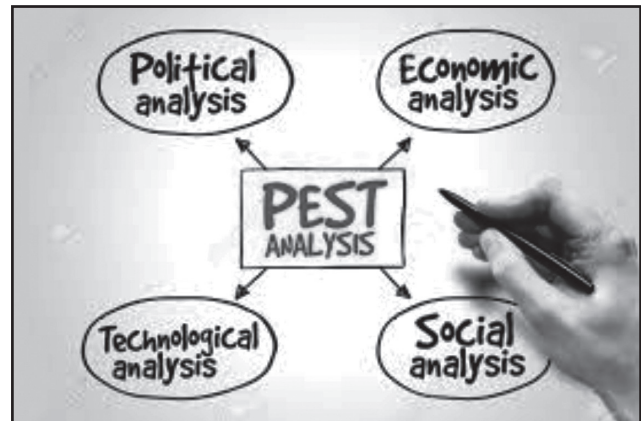 Political
analysis
Economic
analysis
PEST
ANALYSIS
Technological
analysis
Social
analysis